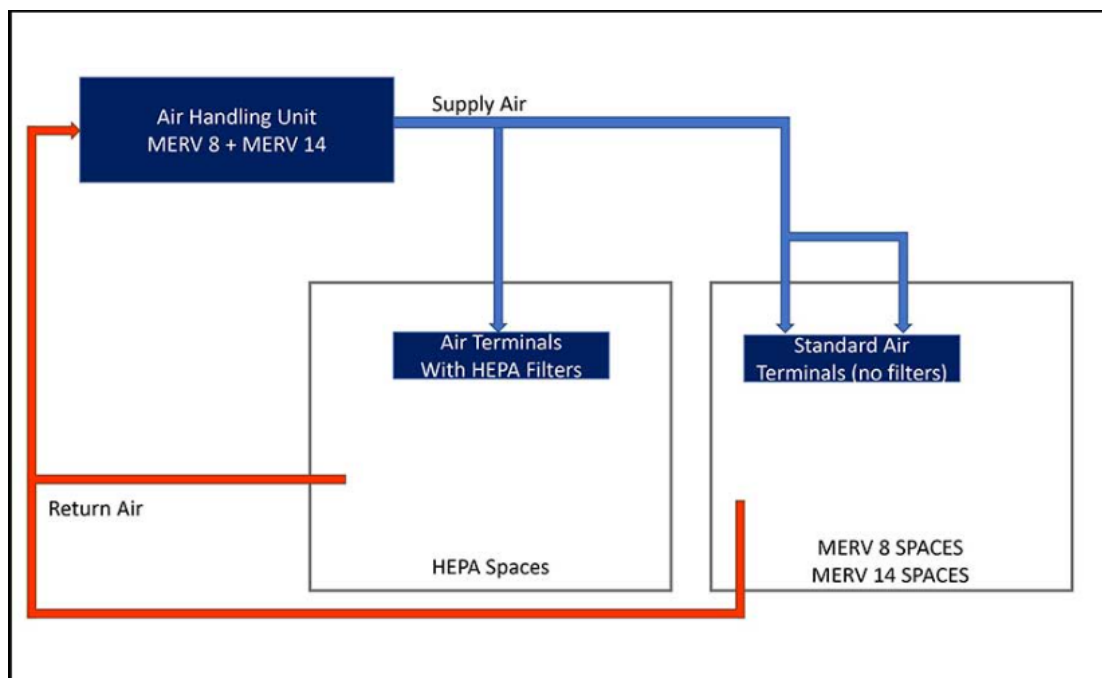 Air Handling Unit
MERV 8 + MERV 14
Supply Air
Air Terminals
With HEPA Filters
Standard Air
Terminals (no filters)
Return Air
HEPA Spaces
MERV 8 SPACES
MERV 14 SPACES